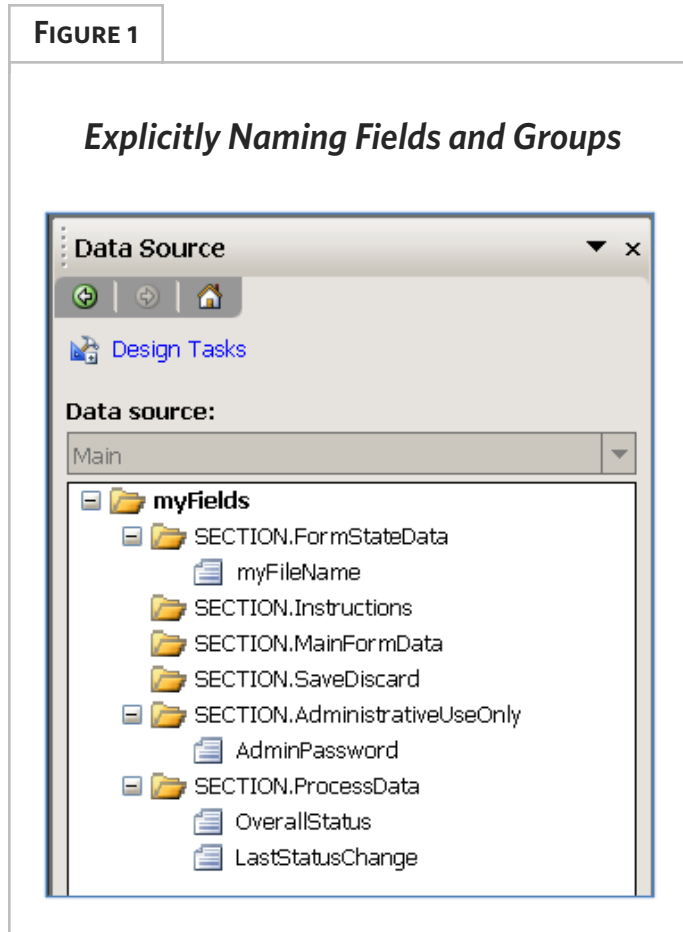 FIGURE 1
Explicitly Naming Fields and Groups
Data Source
Design Tasks
Data source:
Main
myFields
SECTION.FormStateData
myFileName
SECTION.Instructions
SECTION.MainFormData
SECTION.SaveDiscard
SECTION.AdministrativeUseOnly
AdminPassword
SECTION.ProcessData
OverallStatus
LastStatusChange